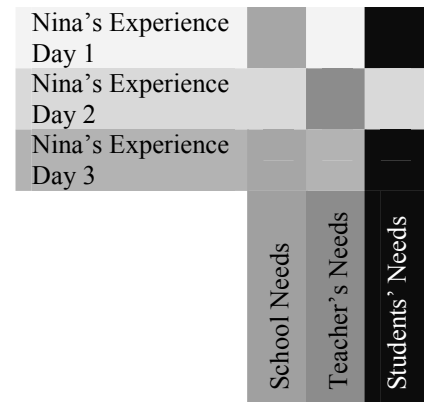 Nina’s Experience
Day 1
Nina’s Experience
Day 2
Nina’s Experience
Day 3
School Needs
Teacher’s Needs
Students’ Needs